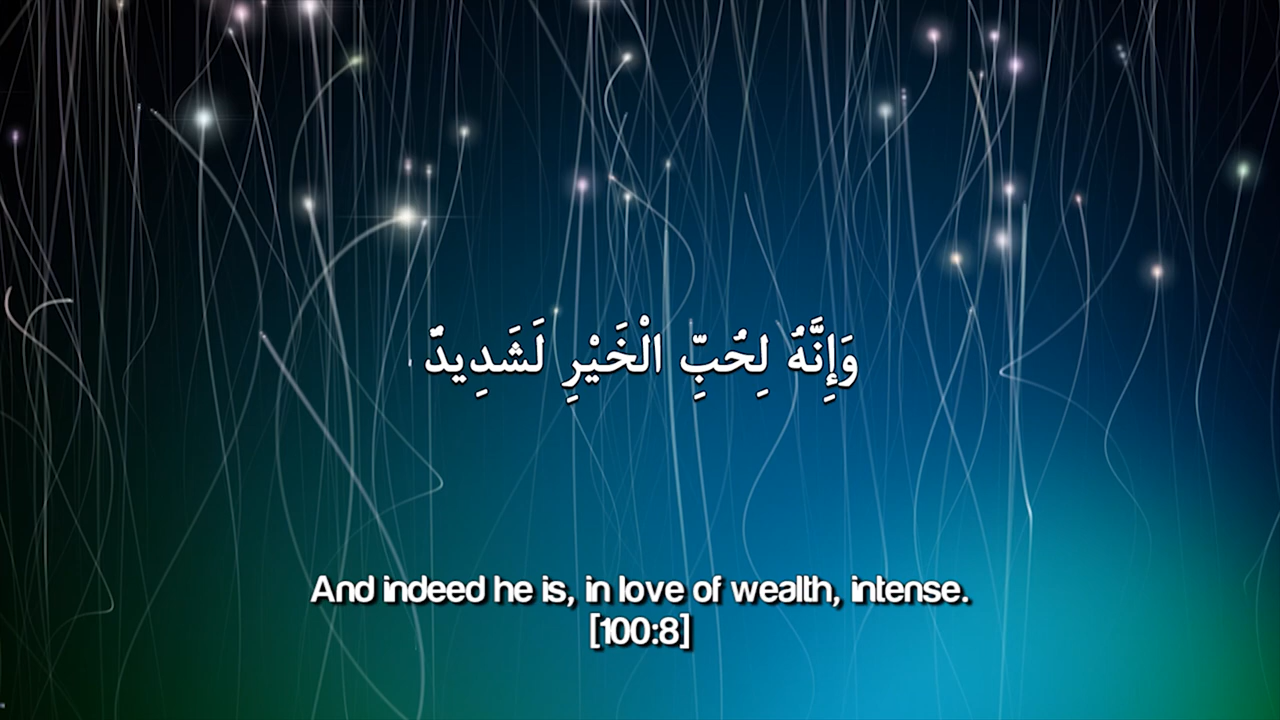 وَإِنَّهُ لِحُبِّ الْخَيْرِ لَشَدِيدٌ
And indeed he is, in love of wealth, intense.
[100:8]